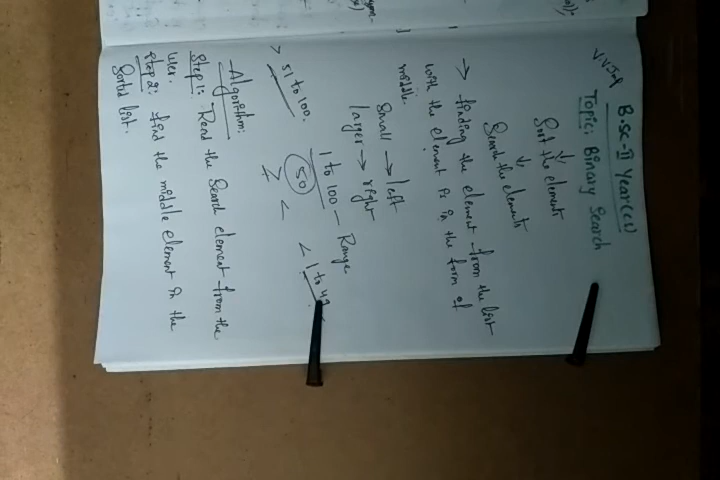 B.Sc-II Year(CS)
V.V.Imp
Topic: Binary Search
Sort the elements
Search the elements
→ finding the element from the list
with the element is in the form of
middle.
Small → left
larger → right
1 to 100 - Range
50
< 1 to 49
> 51 to 100.
Algorithm:
Step 1: Read the Search element from the
User.
Step 2: find the middle element in the
Sorted list.